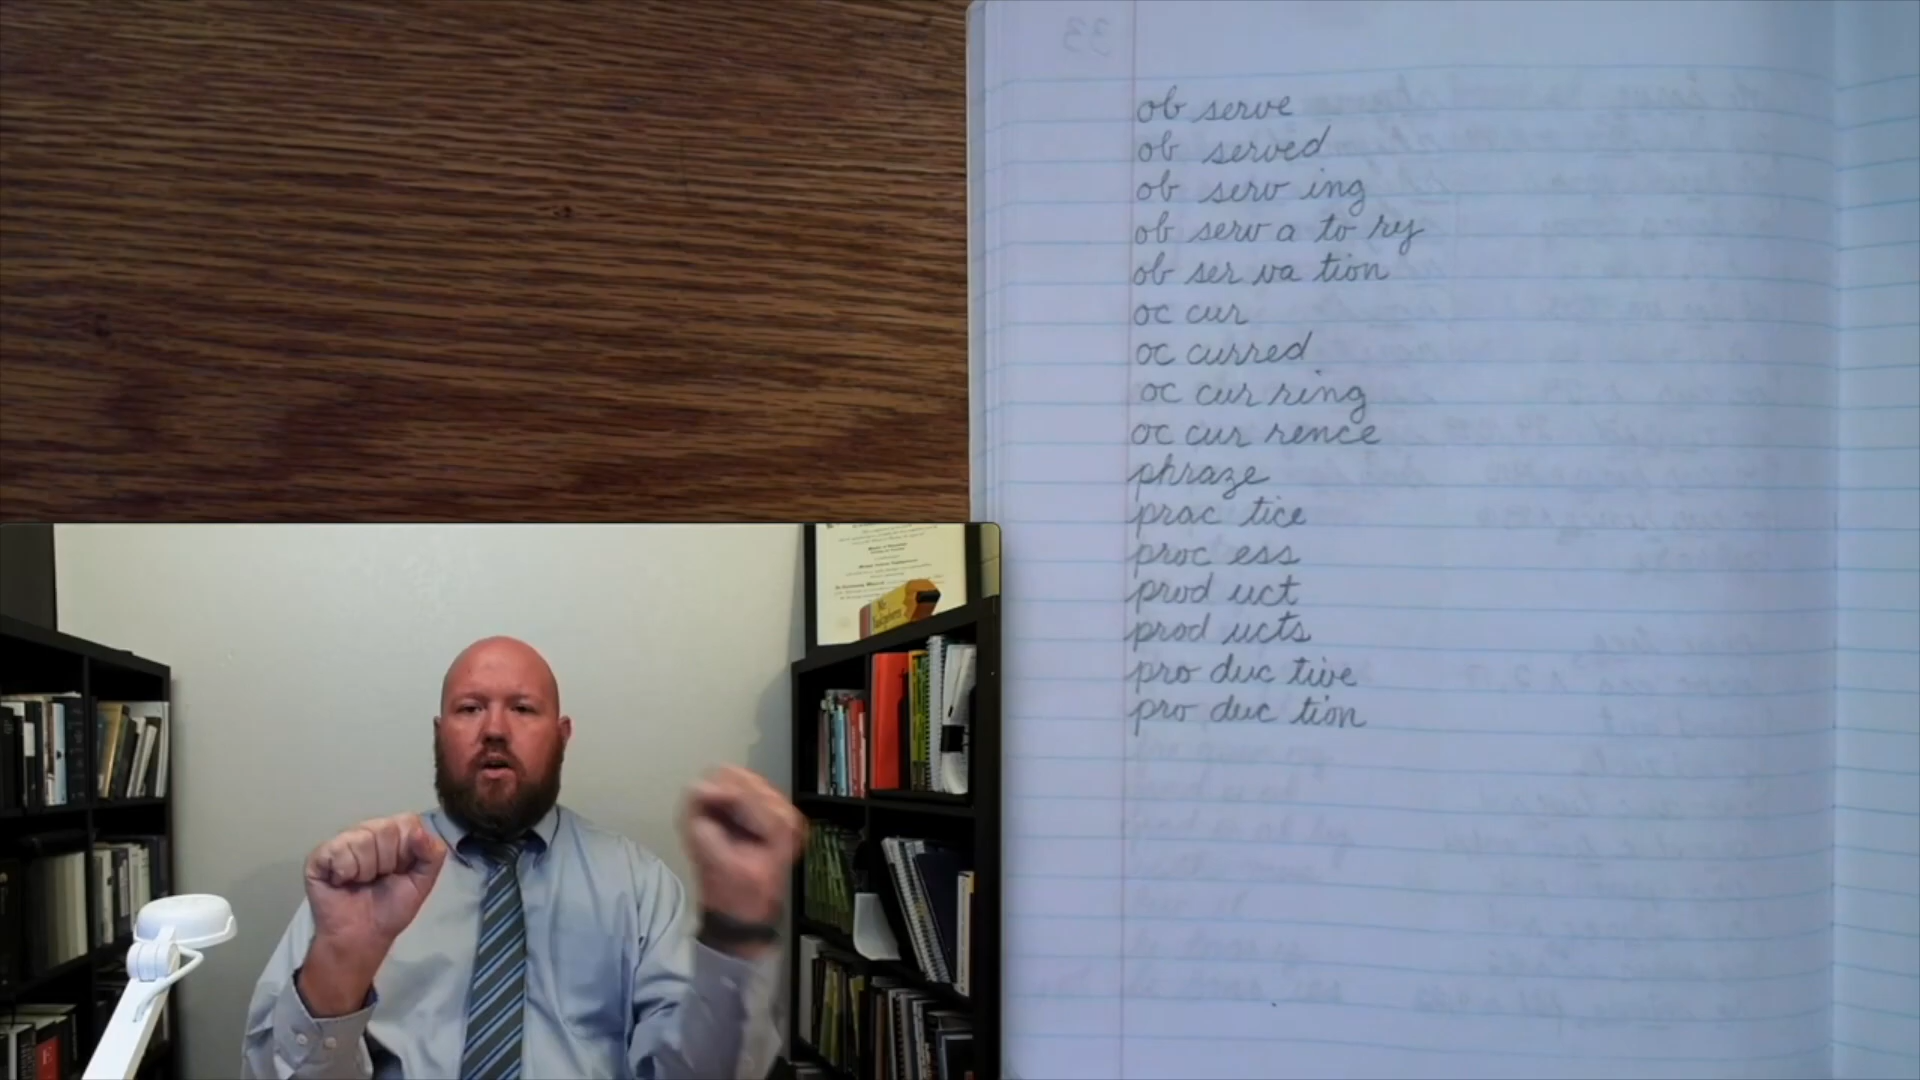 ob serve
ob served
ob serv ing
ob serv a to ry
ob ser va tion
oc cur
oc curred
oc cur ring
oc cur rence
phraze
prac tice
proc ess
prod uct
prod ucts
pro duc tive
pro duc tion